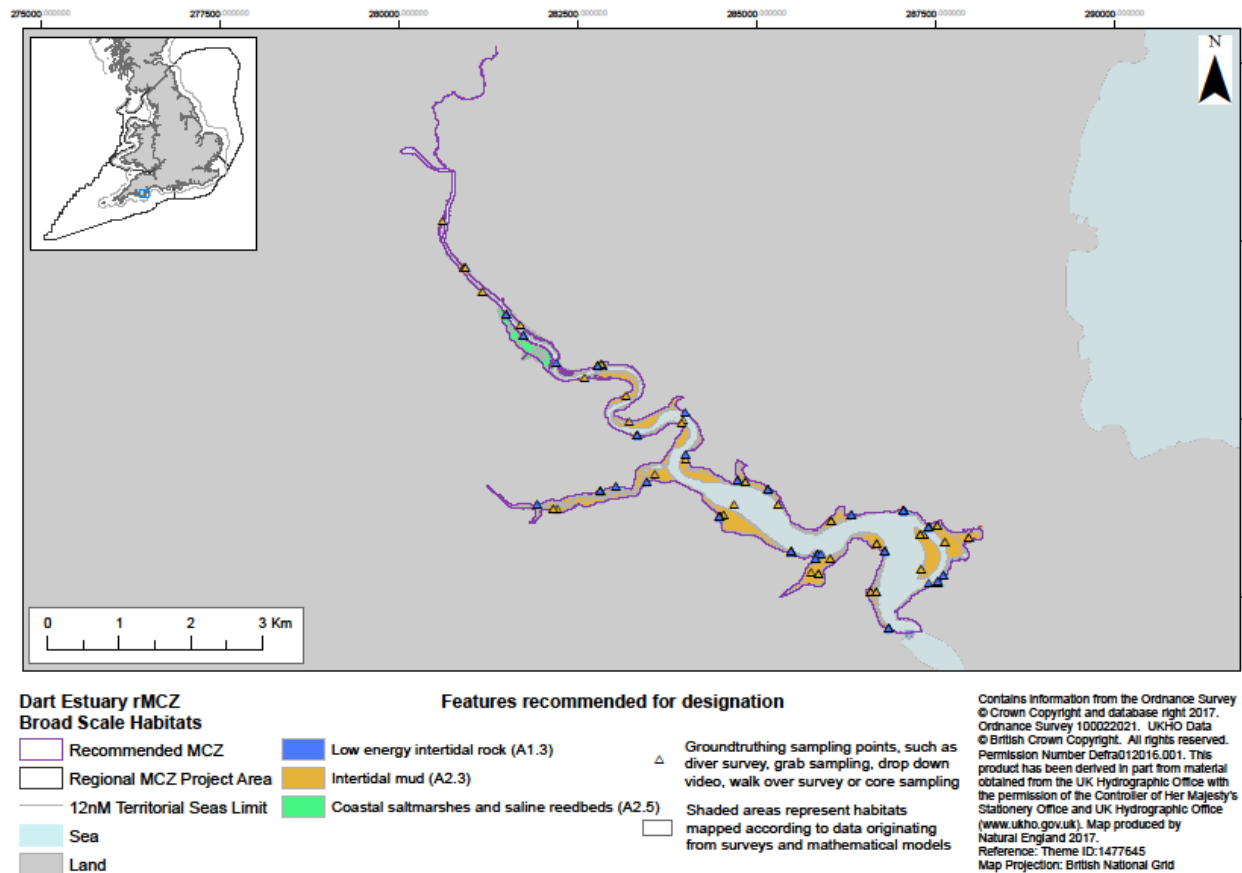 275000.000000 277500.000000 280000.000000 282500.000000 285000.000000 287500.000000 290000.000000
N
0 1 2 3 Km
Dart Estuary rMCZ
Broad Scale Habitats
Features recommended for designation
Recommended MCZ
Regional MCZ Project Area
12nM Territorial Seas Limit
Sea
Land
Low energy intertidal rock (A1.3)
Intertidal mud (A2.3)
Coastal saltmarshes and saline reedbeds (A2.5)
Groundtruthing sampling points, such as
diver survey, grab sampling, drop down
video, walk over survey or core sampling
Shaded areas represent habitats
mapped according to data originating
from surveys and mathematical models
Contains Information from the Ordnance Survey
© Crown Copyright and database right 2017.
Ordnance Survey 100022021. UKHO Data
© British Crown Copyright. All rights reserved.
Permission Number Defra012016.001. This
product has been derived in part from material
obtained from the UK Hydrographic Office with
the permission of the Controller of Her Majesty's
Stationery Office and UK Hydrographic Office
(www.ukho.gov.uk). Map produced by
Natural England 2017.
Reference: Theme ID:1477645
Map Projection: British National Grid